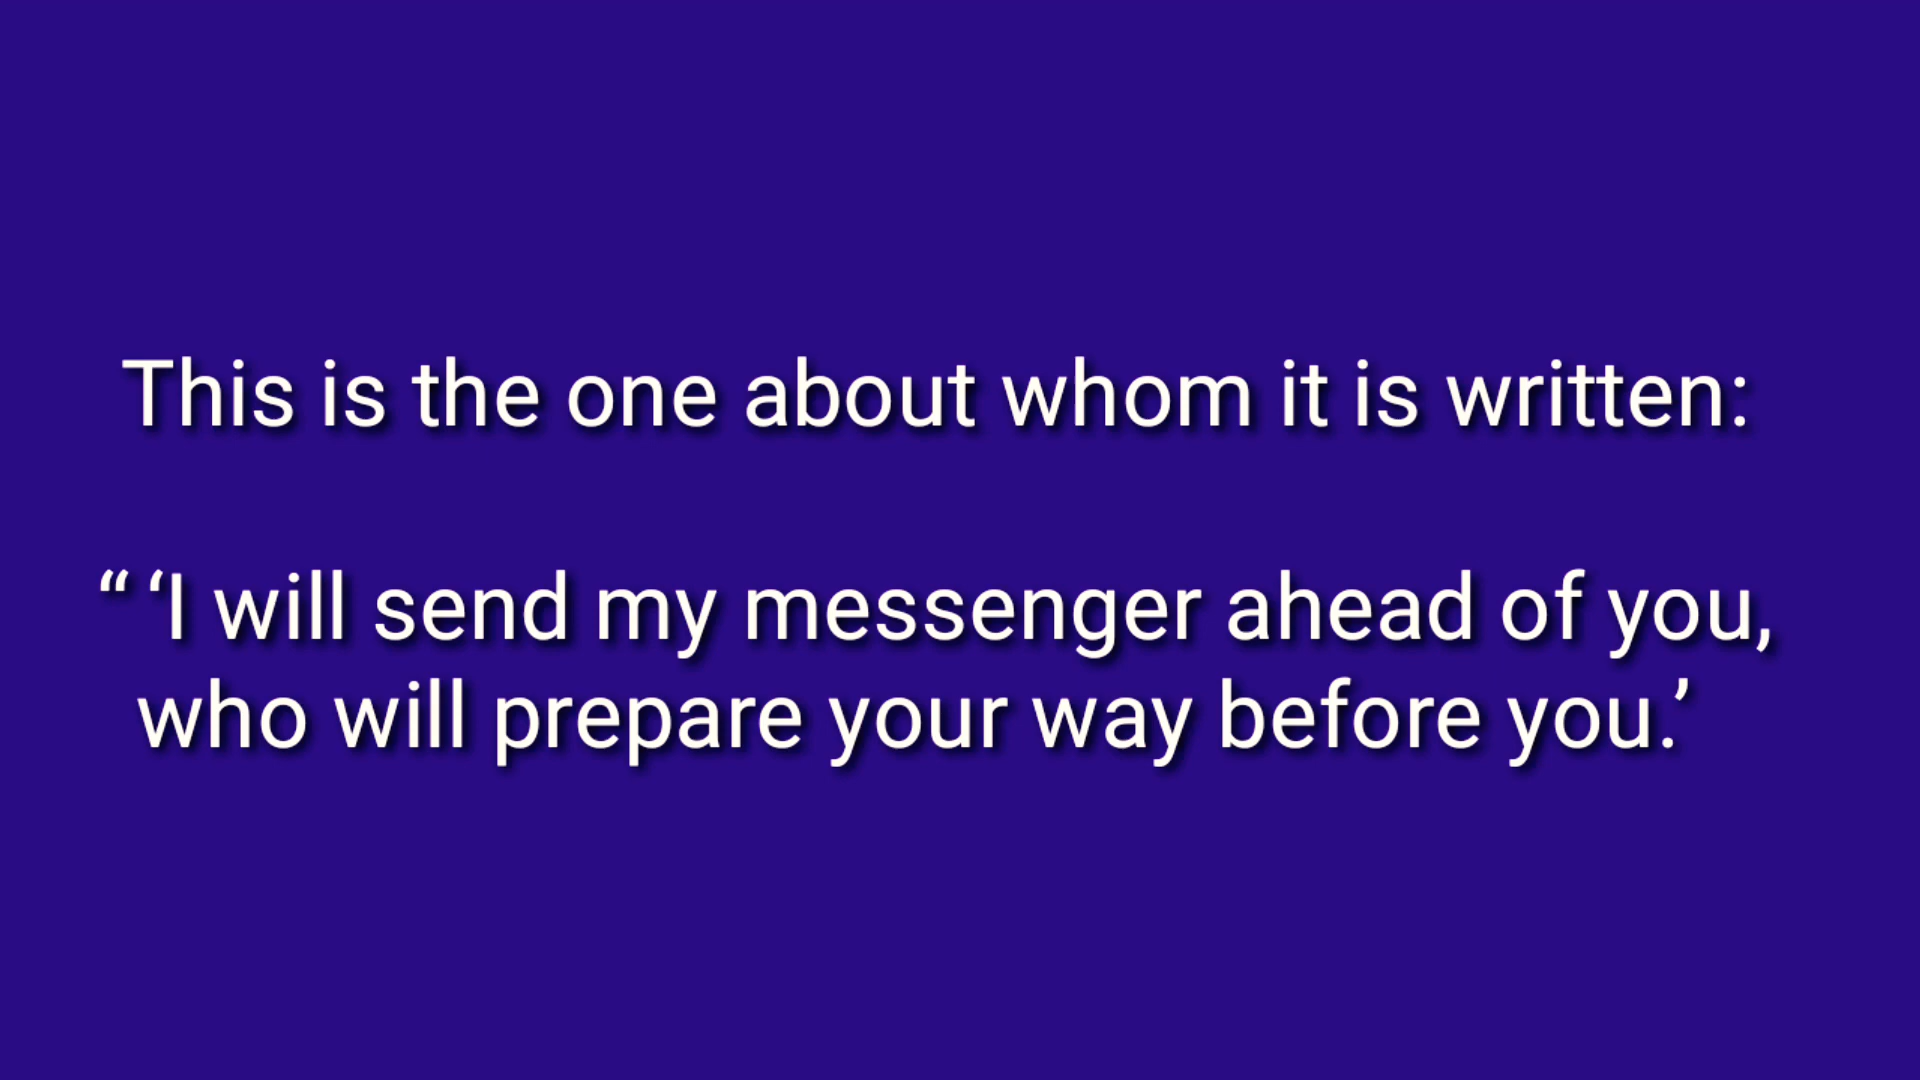 This is the one about whom it is written:
“ ‘I will send my messenger ahead of you,
who will prepare your way before you.’